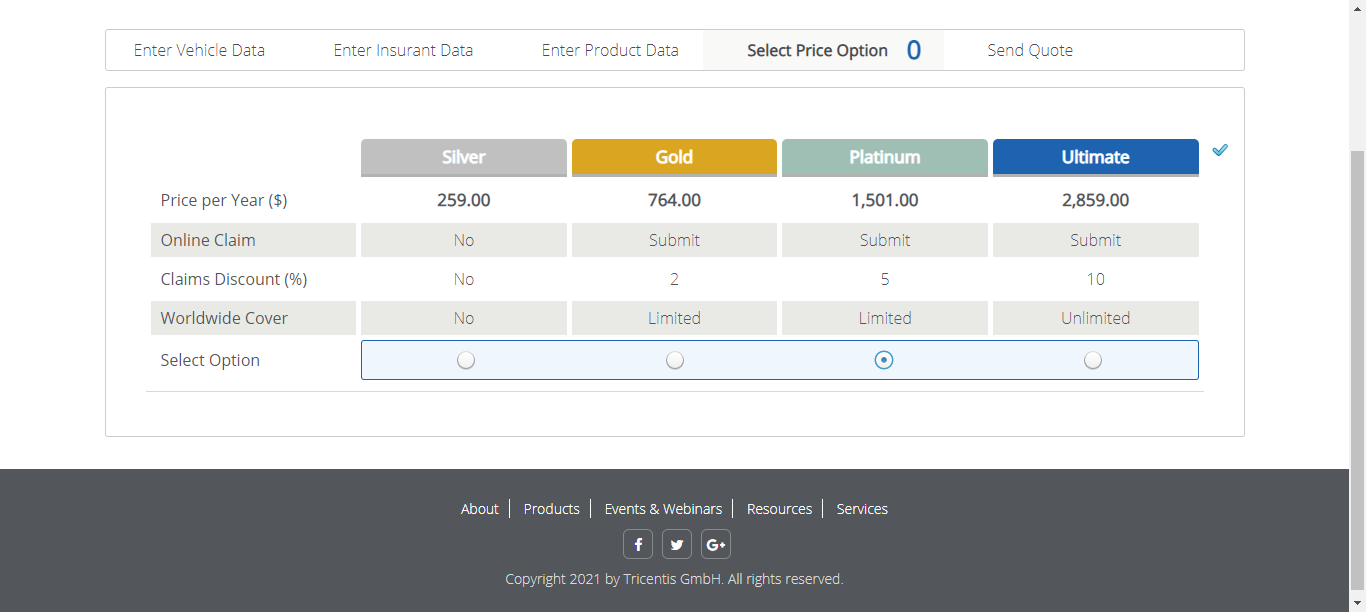 Enter Vehicle Data Enter Insurant Data Enter Product Data Select Price Option 0 Send Quote
Silver Gold Platinum Ultimate
Price per Year ($) 259.00 764.00 1,501.00 2,859.00
Online Claim No Submit Submit Submit
Claims Discount (%) No 2 5 10
Worldwide Cover No Limited Limited Unlimited
Select Option
About Products Events & Webinars Resources Services
f G+
Copyright 2021 by Tricentis GmbH. All rights reserved.